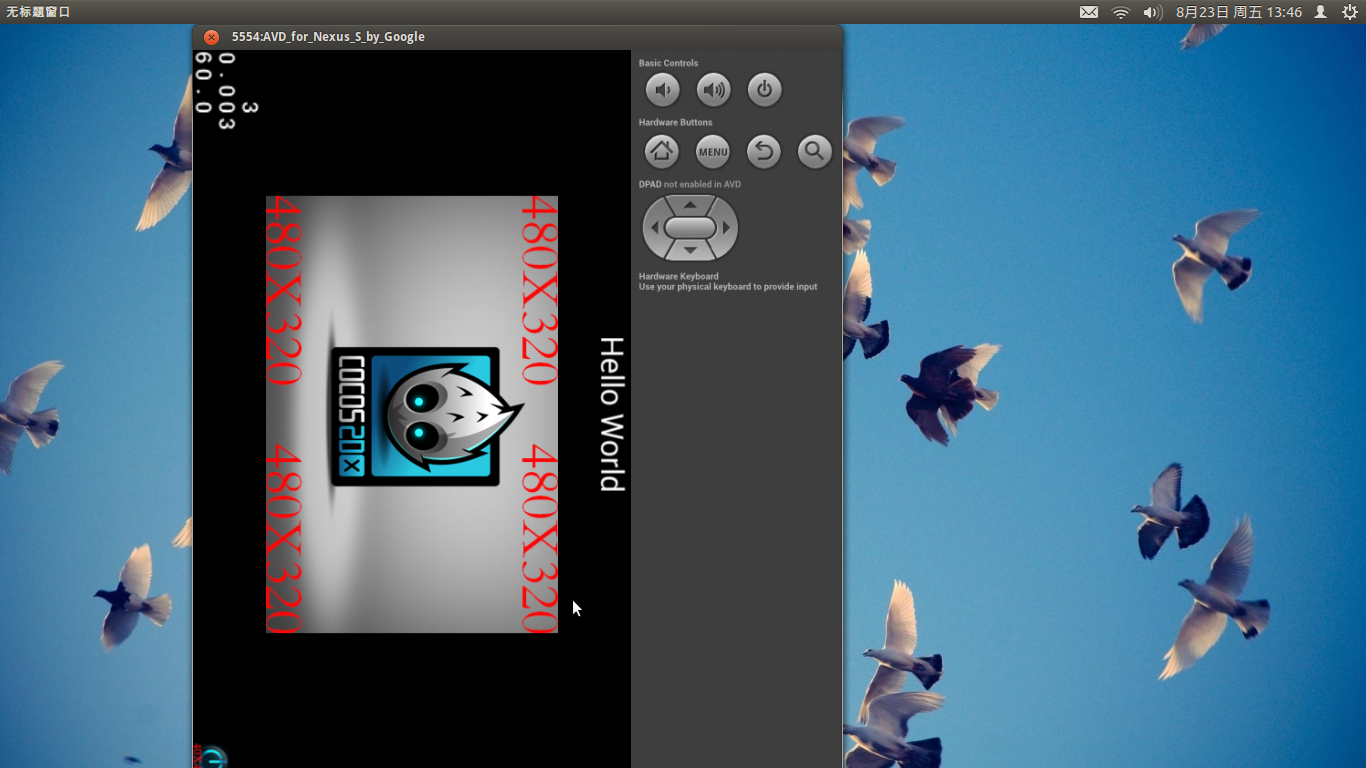 无标题窗口
8月23日 周五 13:46
5554:AVD_for_Nexus_S_by_Google
3
0.003
60.0
Hello World
480X320 480X320
COCOS2DX
480X320 480X320
Basic Controls
Hardware Buttons
MENU
DPAD not enabled in AVD
Hardware Keyboard
Use your physical keyboard to provide input